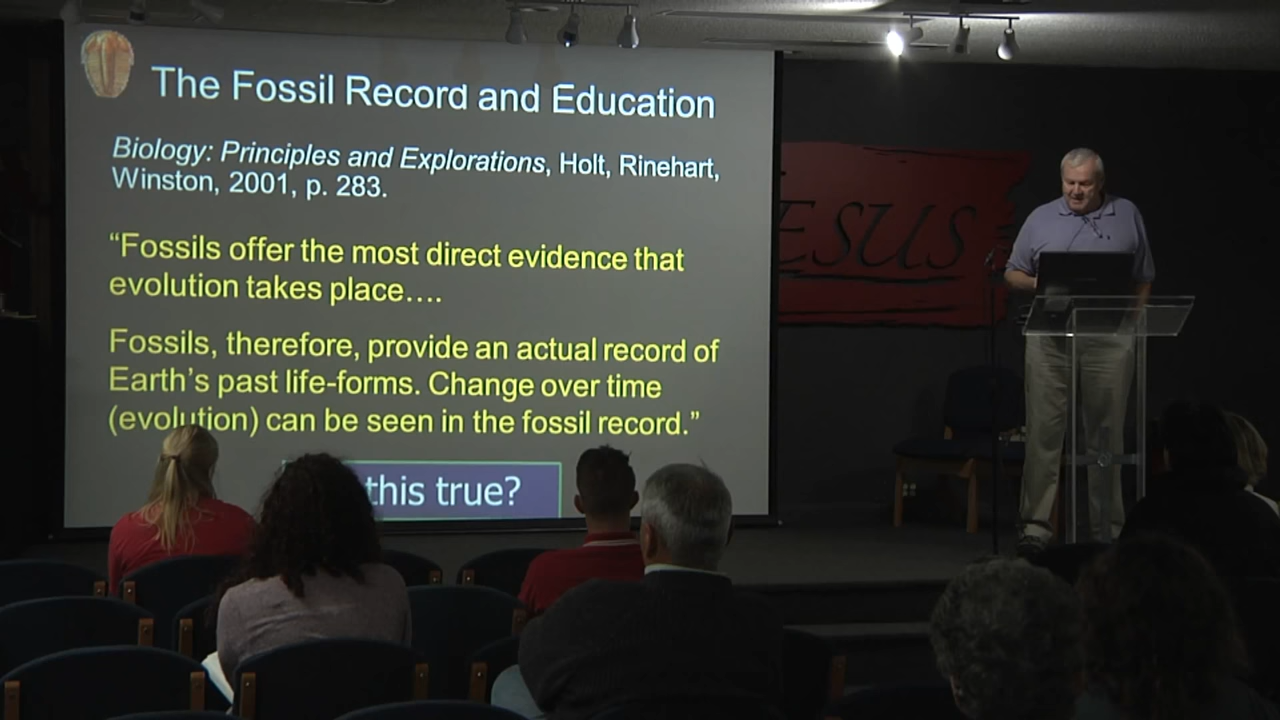 The Fossil Record and Education
Biology: Principles and Explorations, Holt, Rinehart,
Winston, 2001, p. 283.
“Fossils offer the most direct evidence that
evolution takes place….
Fossils, therefore, provide an actual record of
Earth’s past life-forms. Change over time
(evolution) can be seen in the fossil record.”
this true?
ESUS